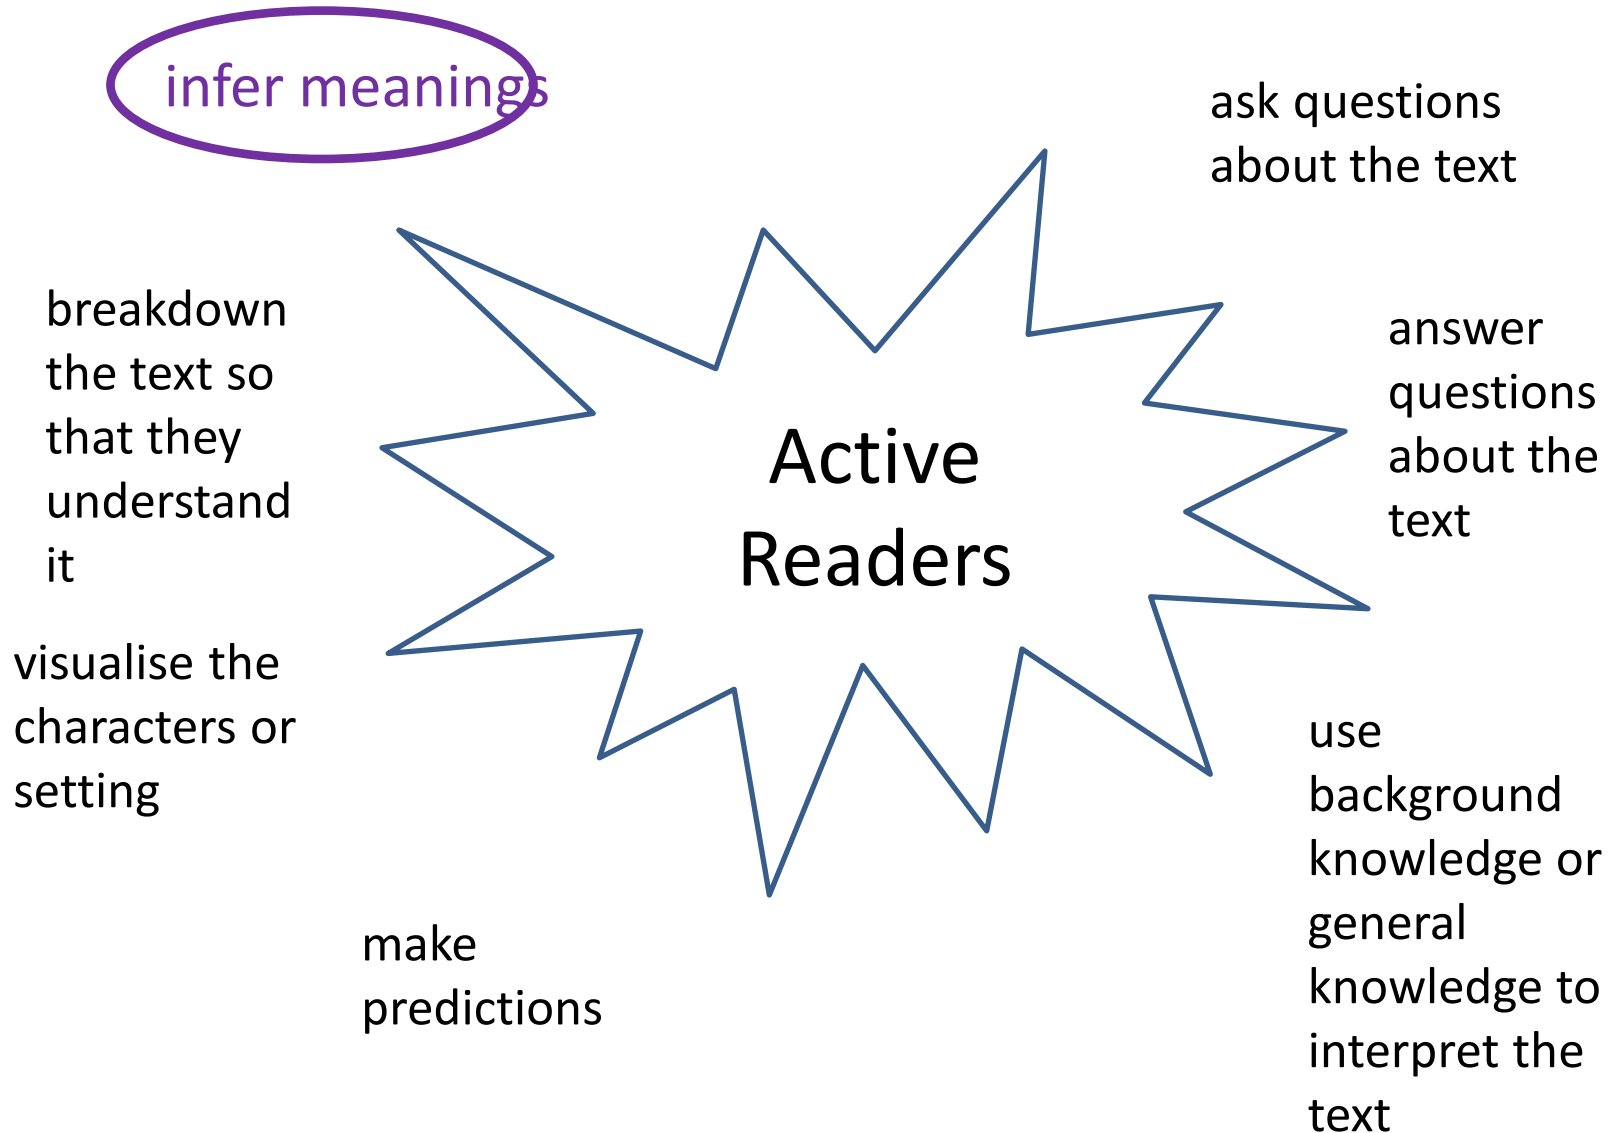 infer meanings
ask questions
about the text
breakdown
the text so
that they
understand
it
answer
questions
about the
text
Active
Readers
visualise the
characters or
setting
use
background
knowledge or
general
knowledge to
interpret the
text
make
predictions